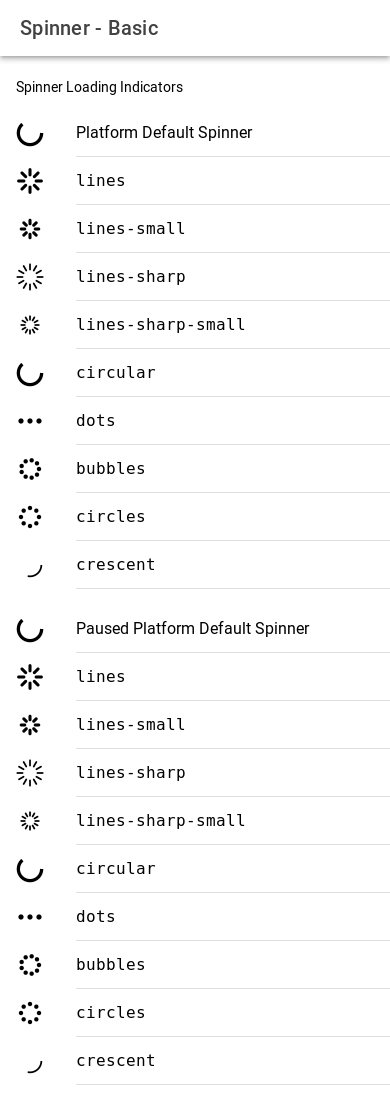 Spinner - Basic
Spinner Loading Indicators
Platform Default Spinner
lines
lines-small
lines-sharp
lines-sharp-small
circular
dots
bubbles
circles
crescent
Paused Platform Default Spinner
lines
lines-small
lines-sharp
lines-sharp-small
circular
dots
bubbles
circles
crescent